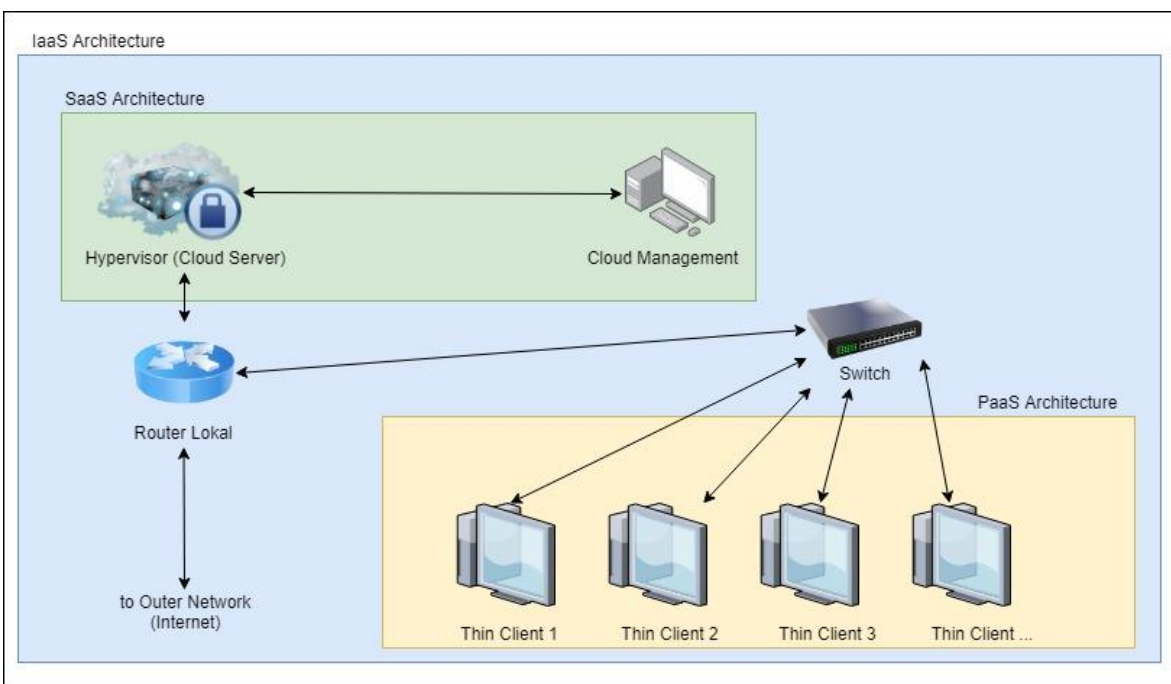 IaaS Architecture
SaaS Architecture
Hypervisor (Cloud Server)
Cloud Management
Switch
PaaS Architecture
Router Lokal
to Outer Network
(Internet)
Thin Client 1
Thin Client 2
Thin Client 3
Thin Client ...